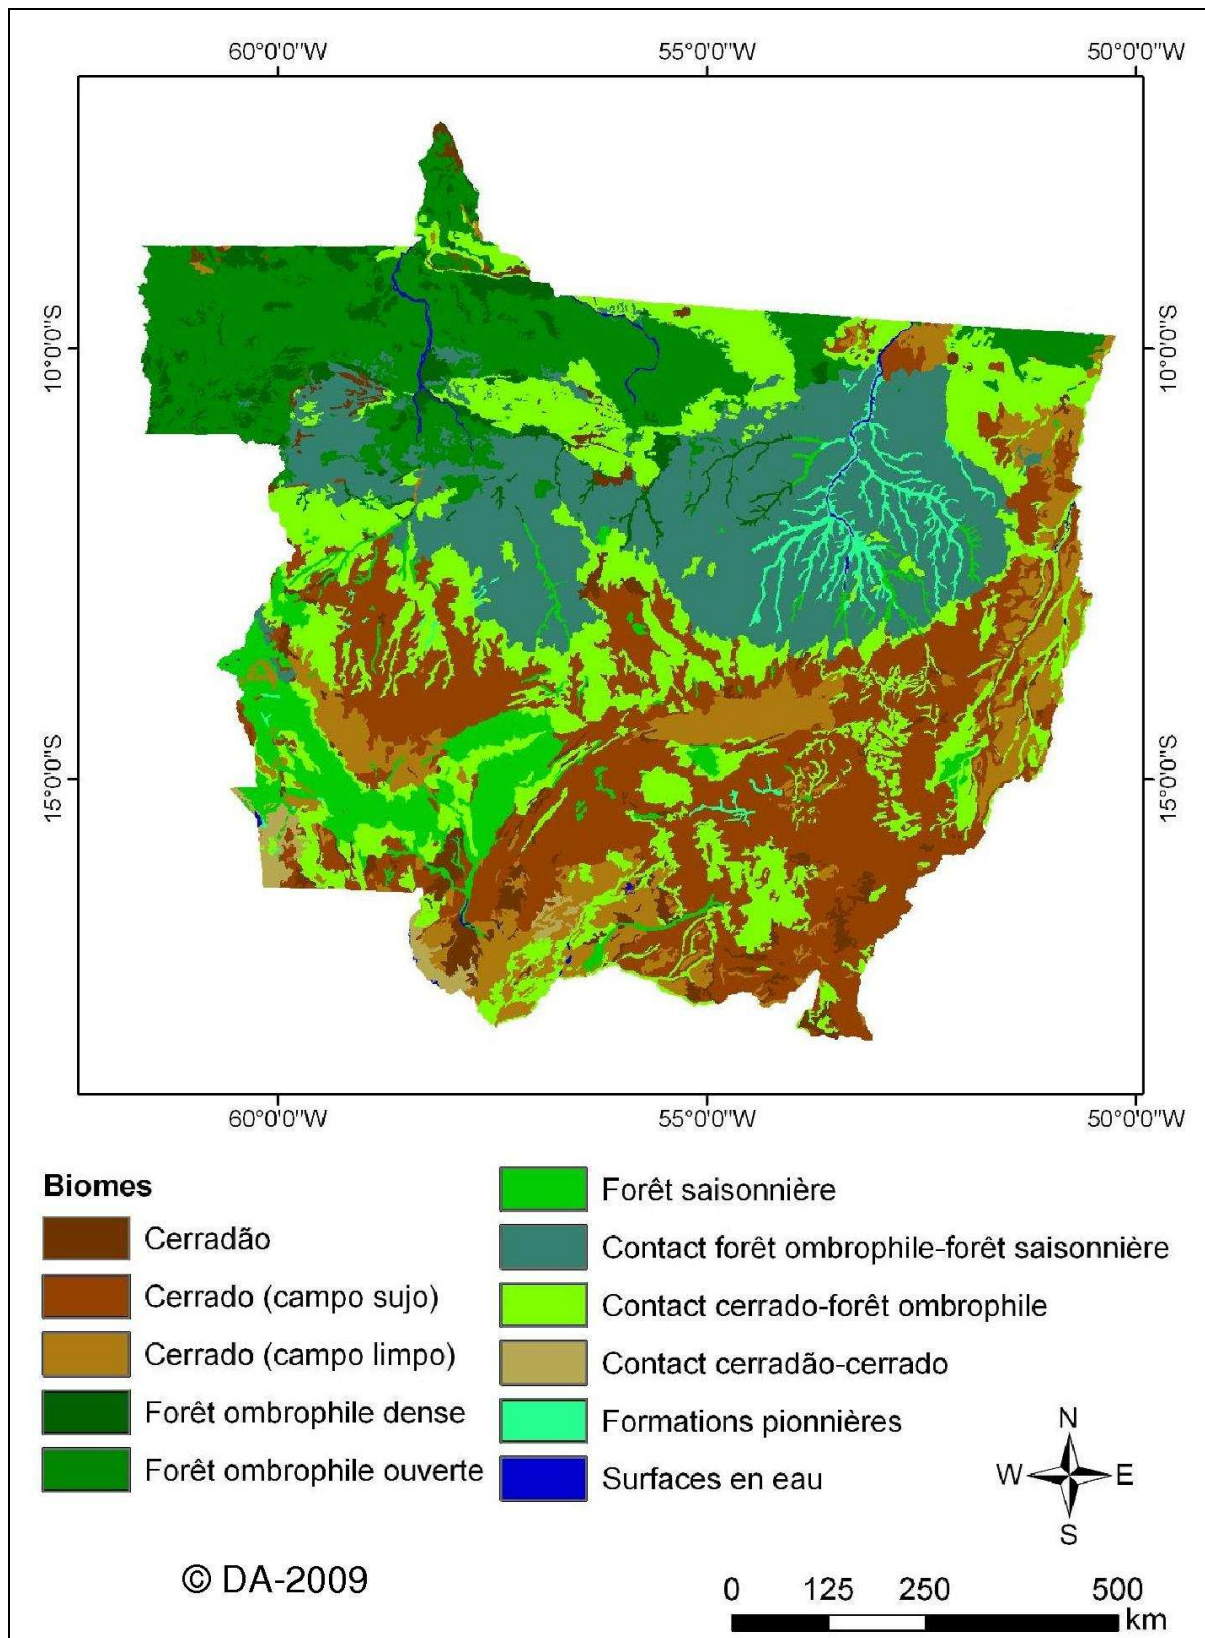 60°0'0"W 55°0'0"W 50°0'0"W
10°0'0"S 10°0'0"S
15°0'0"S 15°0'0"S
60°0'0"W 55°0'0"W 50°0'0"W
Biomes
Cerradão
Cerrado (campo sujo)
Cerrado (campo limpo)
Forêt ombrophile dense
Forêt ombrophile ouverte
Forêt saisonnière
Contact forêt ombrophile-forêt saisonnière
Contact cerrado-forêt ombrophile
Contact cerradão-cerrado
Formations pionnières
Surfaces en eau
N
W E
S
© DA-2009
0 125 250 500
km